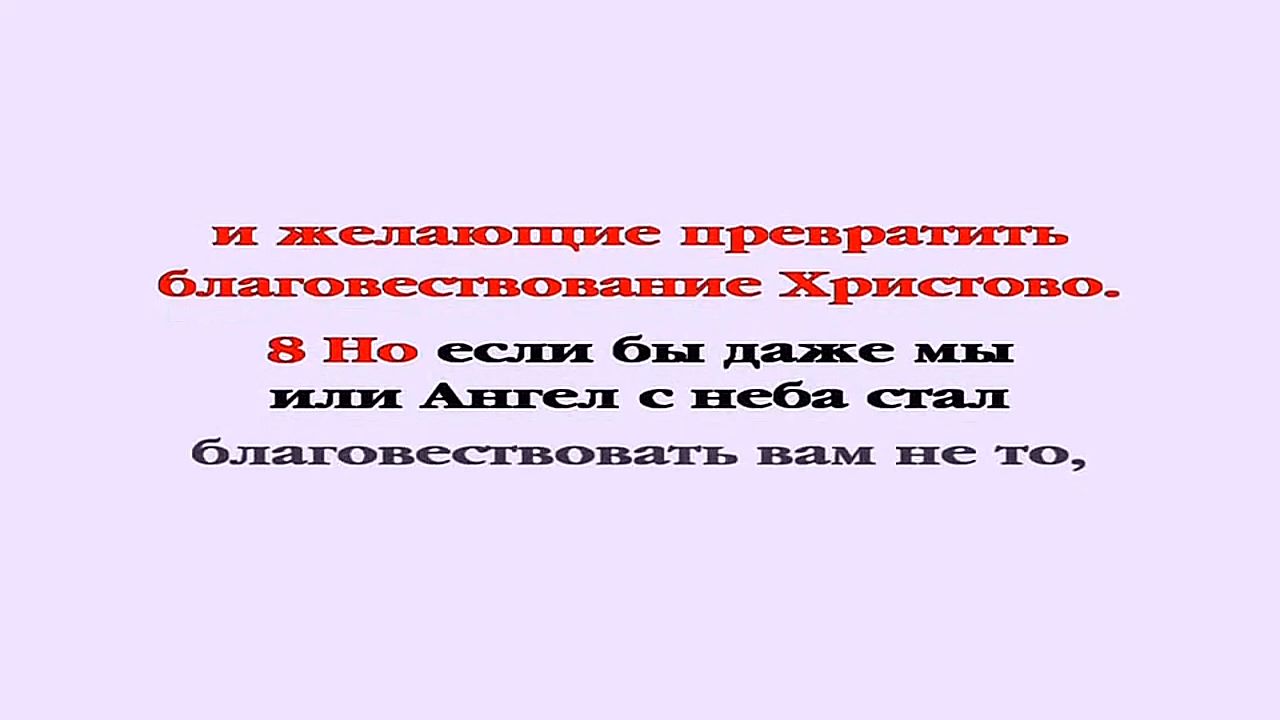 и желающие превратить
благовествование Христово.
8 Но если бы даже мы
или Ангел с неба стал
благовествовать вам не то,